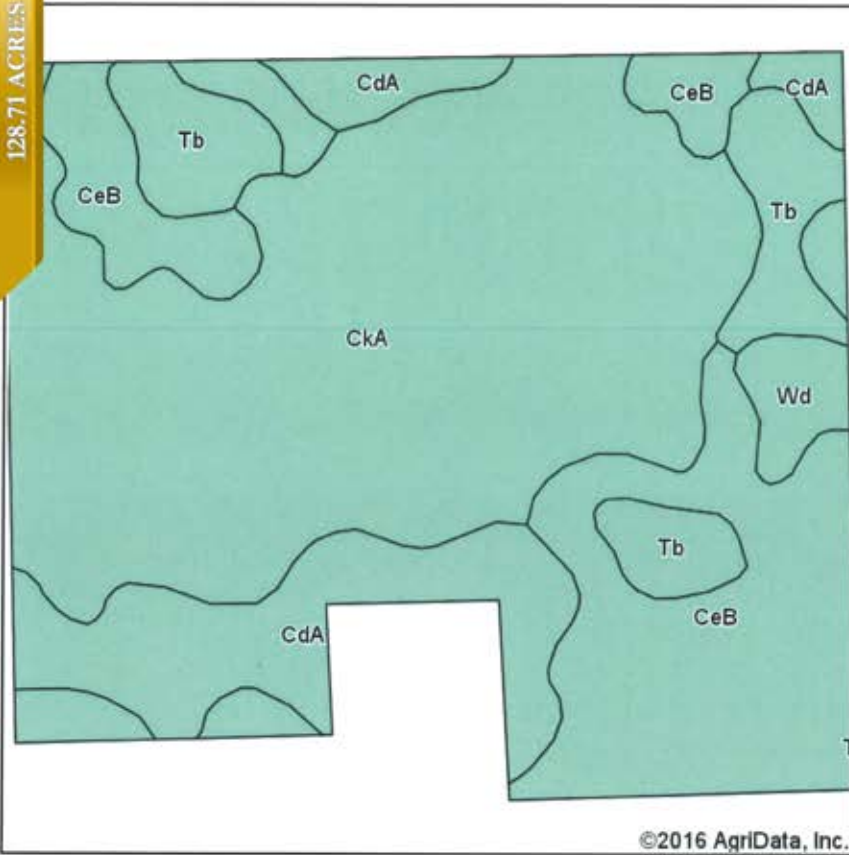 128.71 ACRES
CdA
CeB
CdA
Tb
CeB
Tb
CkA
Wd
Tb
CeB
CdA
©2016 AgriData, Inc.